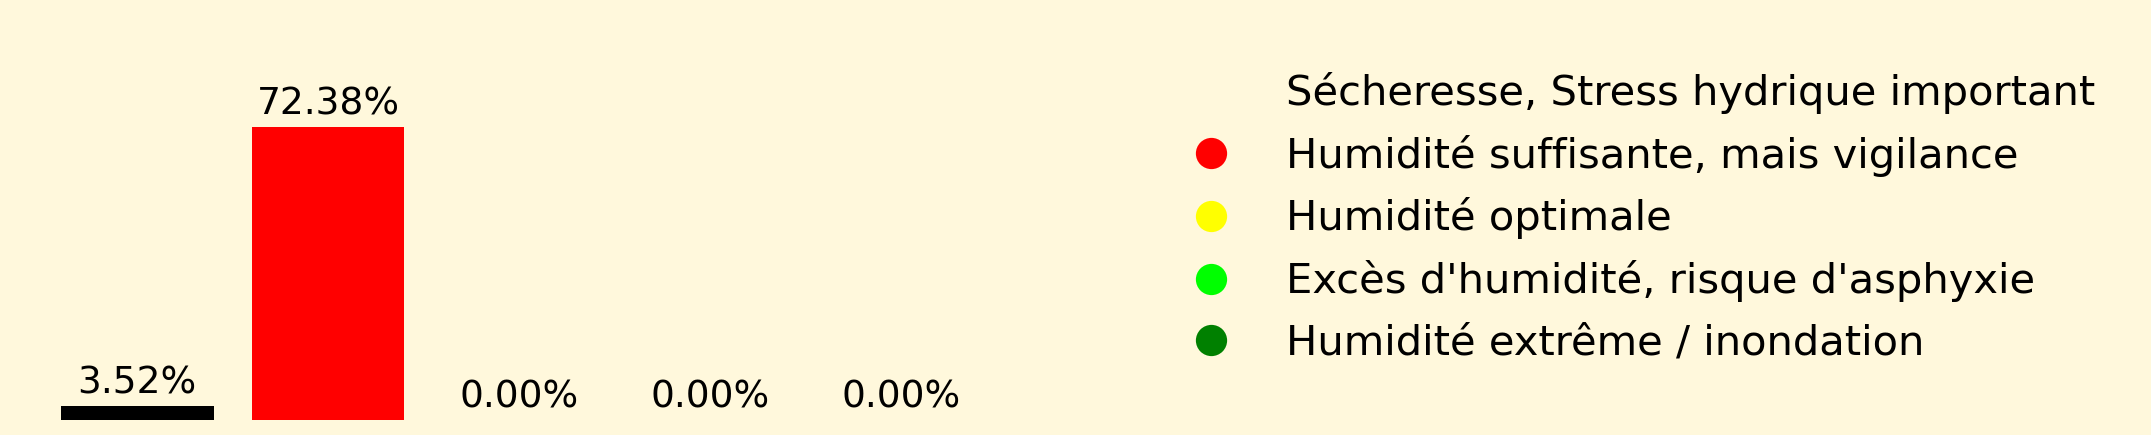 72.38%
3.52%
0.00%
0.00%
0.00%
Sécheresse, Stress hydrique important
Humidité suffisante, mais vigilance
Humidité optimale
Excès d'humidité, risque d'asphyxie
Humidité extrême / inondation